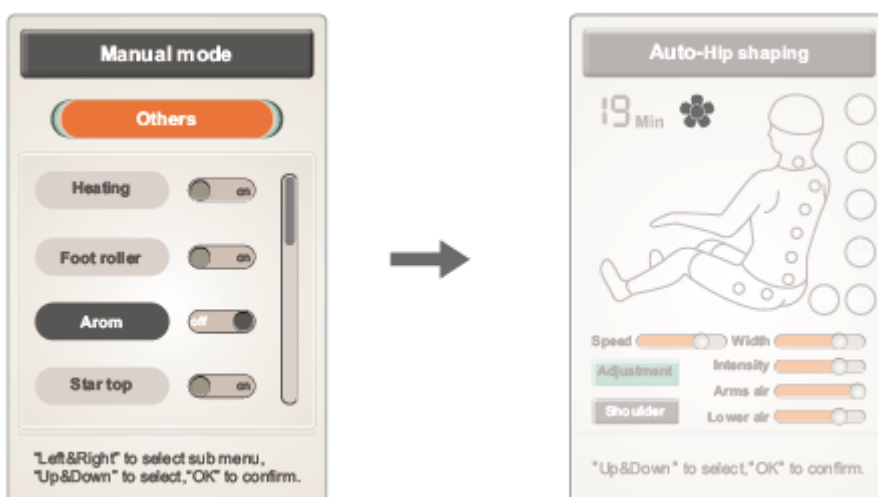 Manual mode
Others
Heating
on
Foot roller
on
Arom
off
Star top
on
"Left&Right" to select sub menu,
"Up&Down" to select,"OK" to confirm.
Auto-Hip shaping
19 Min
Speed
Width
Adjustment
Intensity
Arms air
Shoulder
Lower air
"Up&Down" to select,"OK" to confirm.